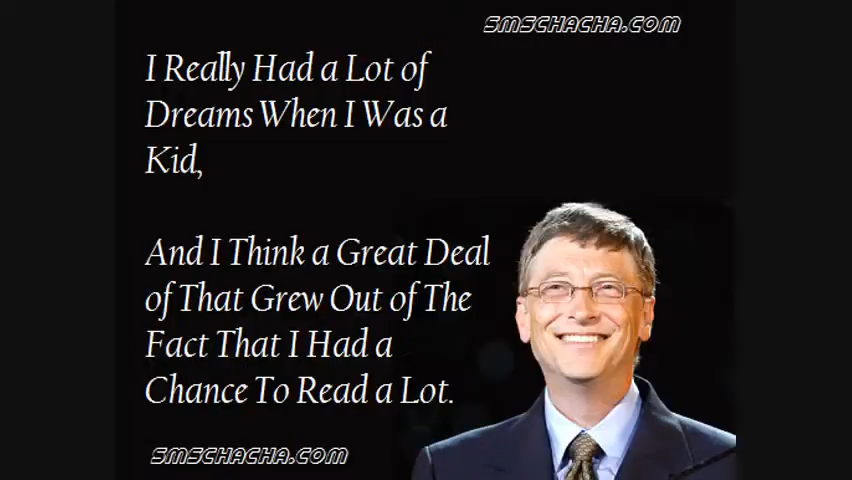 SMSCHACHA.COM
I Really Had a Lot of
Dreams When I Was a
Kid,
And I Think a Great Deal
of That Grew Out of The
Fact That I Had a
Chance To Read a Lot.
SMSCHACHA.COM